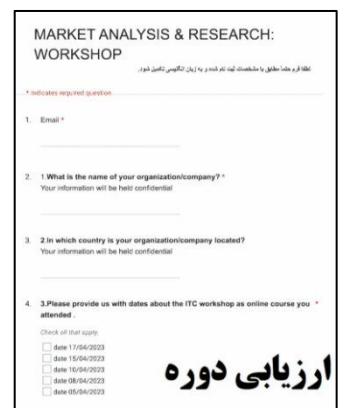 MARKET ANALYSIS & RESEARCH:
WORKSHOP
لطفا فرم حتماً مطابق با مشخصات ثبت نام شده و به زبان انگلیسی تکمیل شود.
* Indicates required question
1. Email *
2. 1.What is the name of your organization/company? *
Your information will be held confidential
3. 2.In which country is your organization/company located?
Your information will be held confidential
4. 3.Please provide us with dates about the ITC workshop as online course you *
attended .
Check all that apply.
date 17/04/2023
date 15/04/2023
date 10/04/2023
date 08/04/2023
date 05/04/2023
ارزیابی دوره